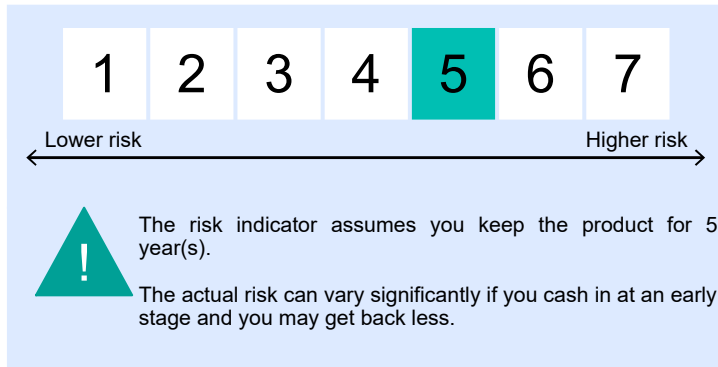 1 2 3 4 5 6 7
Lower risk Higher risk
!
The risk indicator assumes you keep the product for 5
year(s).
The actual risk can vary significantly if you cash in at an early
stage and you may get back less.